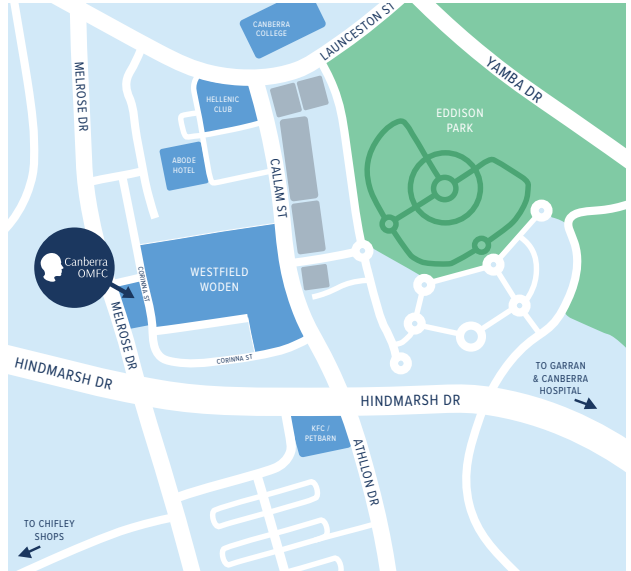 CANBERRA
COLLEGE
LAUNCESTON ST
MELROSE DR
YAMBA DR
HELLENIC
CLUB
EDDISON
PARK
ABODE
HOTEL
CALLAM ST
Canberra
OMFC
CORINNA ST
WESTFIELD
WODEN
MELROSE DR
CORINNA ST
HINDMARSH DR
HINDMARSH DR
TO GARRAN
& CANBERRA
HOSPITAL
KFC /
PETBARN
ATHLLON DR
TO CHIFLEY
SHOPS